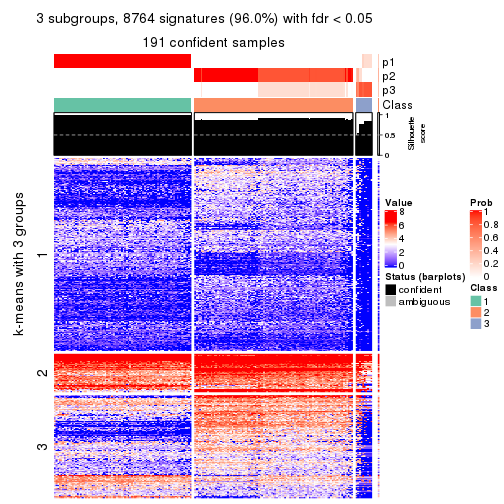 3 subgroups, 8764 signatures (96.0%) with fdr < 0.05
191 confident samples
p1
p2
p3
Class
1
0.5
0
Silhouette
score
k-means with 3 groups
1
2
3
Value
8
6
4
2
0
Status (barplots)
confident
ambiguous
Prob
1
0.8
0.6
0.4
0.2
0
Class
1
2
3